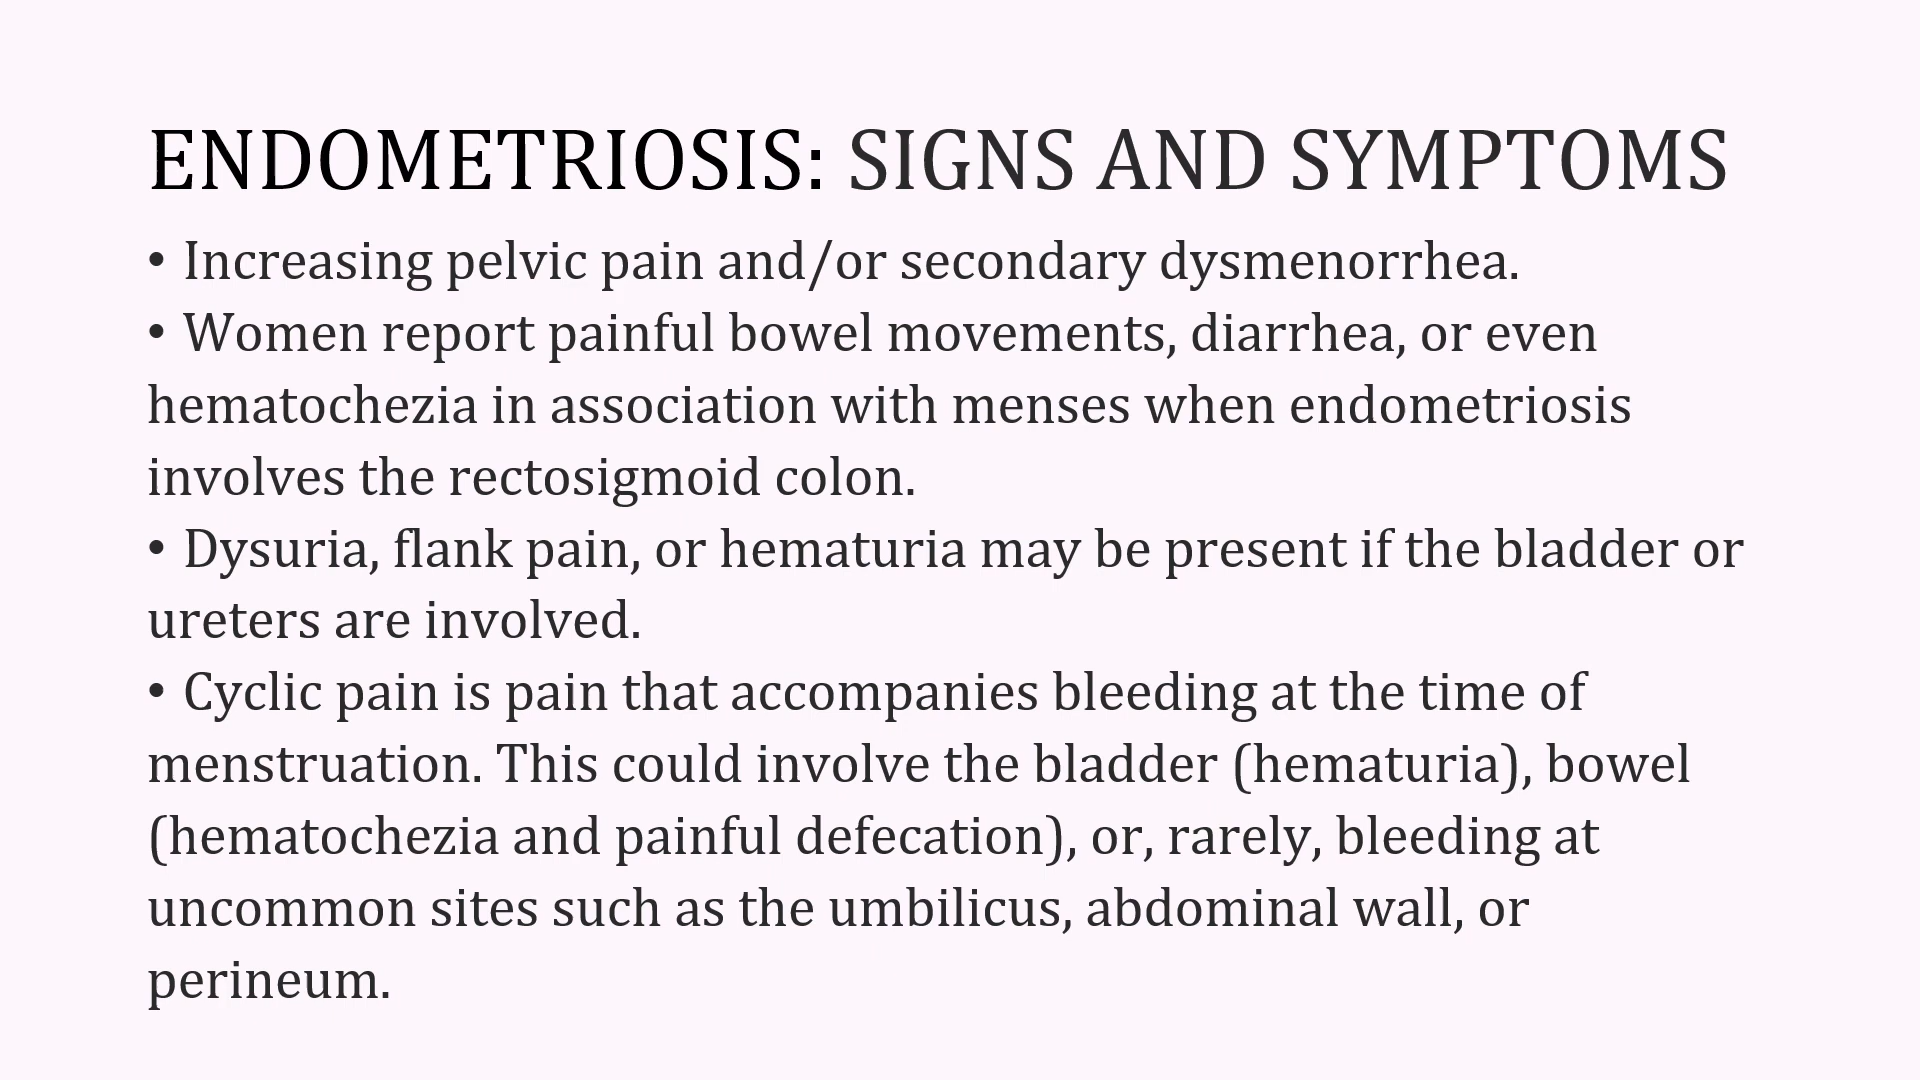 ENDOMETRIOSIS: SIGNS AND SYMPTOMS
• Increasing pelvic pain and/or secondary dysmenorrhea.
• Women report painful bowel movements, diarrhea, or even
hematochezia in association with menses when endometriosis
involves the rectosigmoid colon.
• Dysuria, flank pain, or hematuria may be present if the bladder or
ureters are involved.
• Cyclic pain is pain that accompanies bleeding at the time of
menstruation. This could involve the bladder (hematuria), bowel
(hematochezia and painful defecation), or, rarely, bleeding at
uncommon sites such as the umbilicus, abdominal wall, or
perineum.